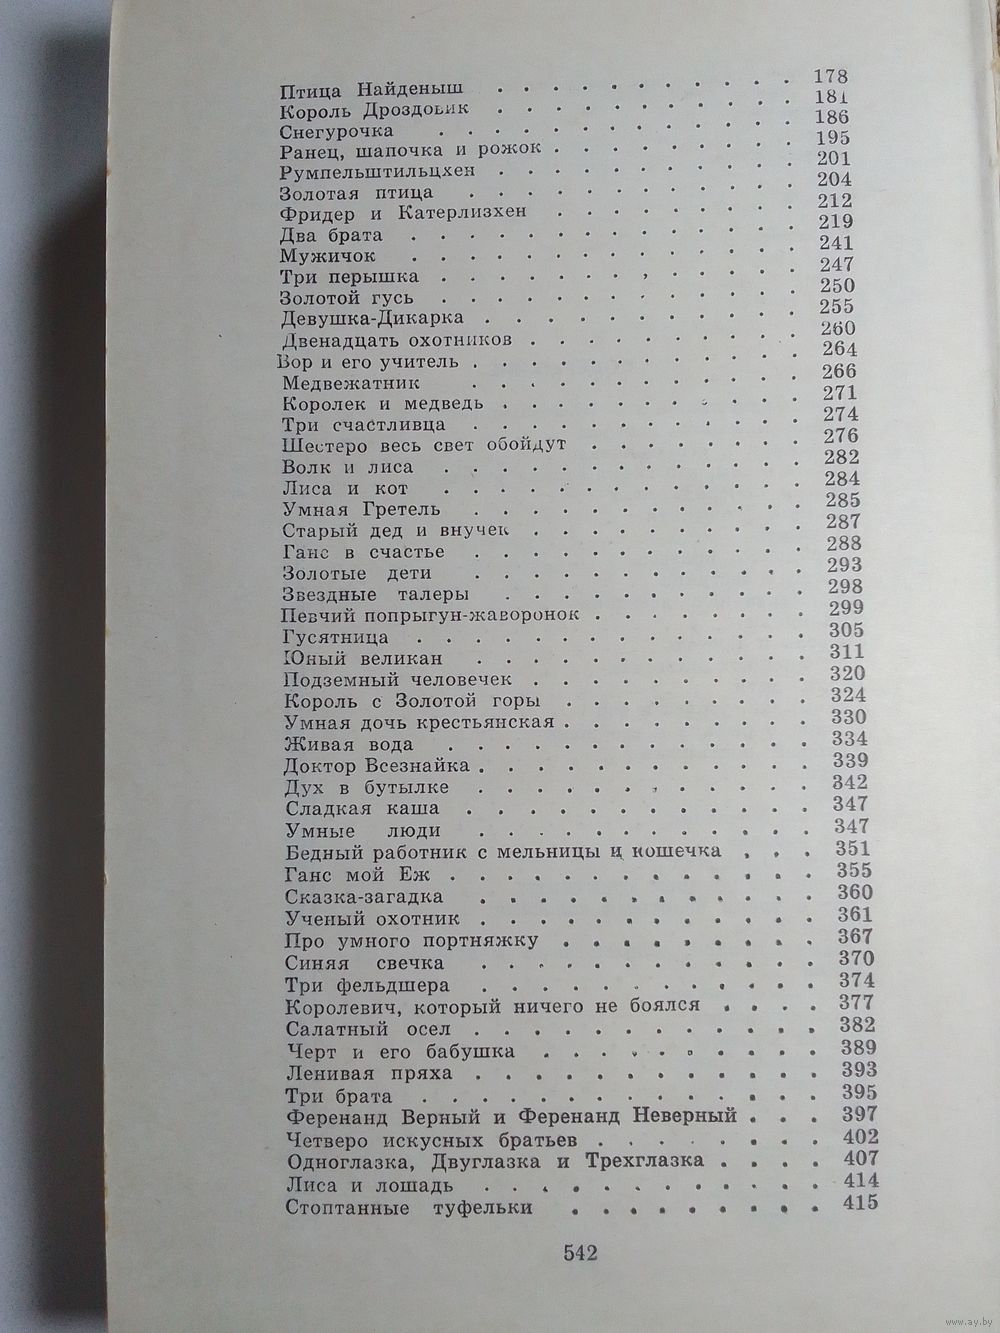 Птица Найденыш . . . . . . . . . . . 178
Король Дроздовик . . . . . . . . . . . 181
Снегурочка . . . . . . . . . . . . . 186
Ранец, шапочка и рожок . . . . . . . . . 195
Румпельштильцхен . . . . . . . . . . . 201
Золотая птица . . . . . . . . . . . . 204
Фридер и Катерлизхен . . . . . . . . . 212
Два брата . . . . . . . . . . . . . . 219
Мужичок . . . . . . . . . . . . . . 241
Три перышка . . . . . . . . . . . . . 247
Золотой гусь . . . . . . . . . . . . . 250
Девушка-Дикарка . . . . . . . . . . . 255
Двенадцать охотников . . . . . . . . . . 260
Вор и его учитель . . . . . . . . . . . . 264
Медвежатник . . . . . . . . . . . . 266
Королек и медведь . . . . . . . . . . . 271
Три счастливца . . . . . . . . . . . . 274
Шестеро весь свет обойдут . . . . . . . . 276
Волк и лиса . . . . . . . . . . . . . 282
Лиса и кот . . . . . . . . . . . . . 284
Умная Гретель . . . . . . . . . . . . 285
Старый дед и внучек . . . . . . . . . . 287
Ганс в счастье . . . . . . . . . . . . 288
Золотые дети . . . . . . . . . . . . 293
Звездные талеры . . . . . . . . . . . 298
Певчий попрыгун-жаворонок . . . . . . . . 299
Гусятница . . . . . . . . . . . . . . 305
Юный великан . . . . . . . . . . . . 311
Подземный человечек . . . . . . . . . . 320
Король с Золотой горы . . . . . . . . . 324
Умная дочь крестьянская . . . . . . . . . 330
Живая вода . . . . . . . . . . . . . 334
Доктор Всезнайка . . . . . . . . . . . . 339
Дух в бутылке . . . . . . . . . . . . 342
Сладкая каша . . . . . . . . . . . . 347
Умные люди . . . . . . . . . . . . 347
Бедный работник с мельницы и кошечка . . . 351
Ганс мой Еж . . . . . . . . . . . . . 355
Сказка-загадка . . . . . . . . . . . . 360
Ученый охотник . . . . . . . . . . . . 361
Про умного портняжку . . . . . . . . . 367
Синяя свечка . . . . . . . . . . . . 370
Три фельдшера . . . . . . . . . . . . 374
Королевич, который ничего не боялся . . . . 377
Салатный осел . . . . . . . . . . . . 382
Черт и его бабушка . . . . . . . . . . 389
Ленивая пряха . . . . . . . . . . . . 393
Три брата . . . . . . . . . . . . . . 395
Ференанд Верный и Ференанд Неверный . . . 397
Четверо искусных братьев . . . . . . . . 402
Одноглазка, Двуглазка и Трехглазка . . . . 407
Лиса и лошадь . . . . . . . . . . . . 414
Стоптанные туфельки . . . . . . . . . 415
542
www.ay.by